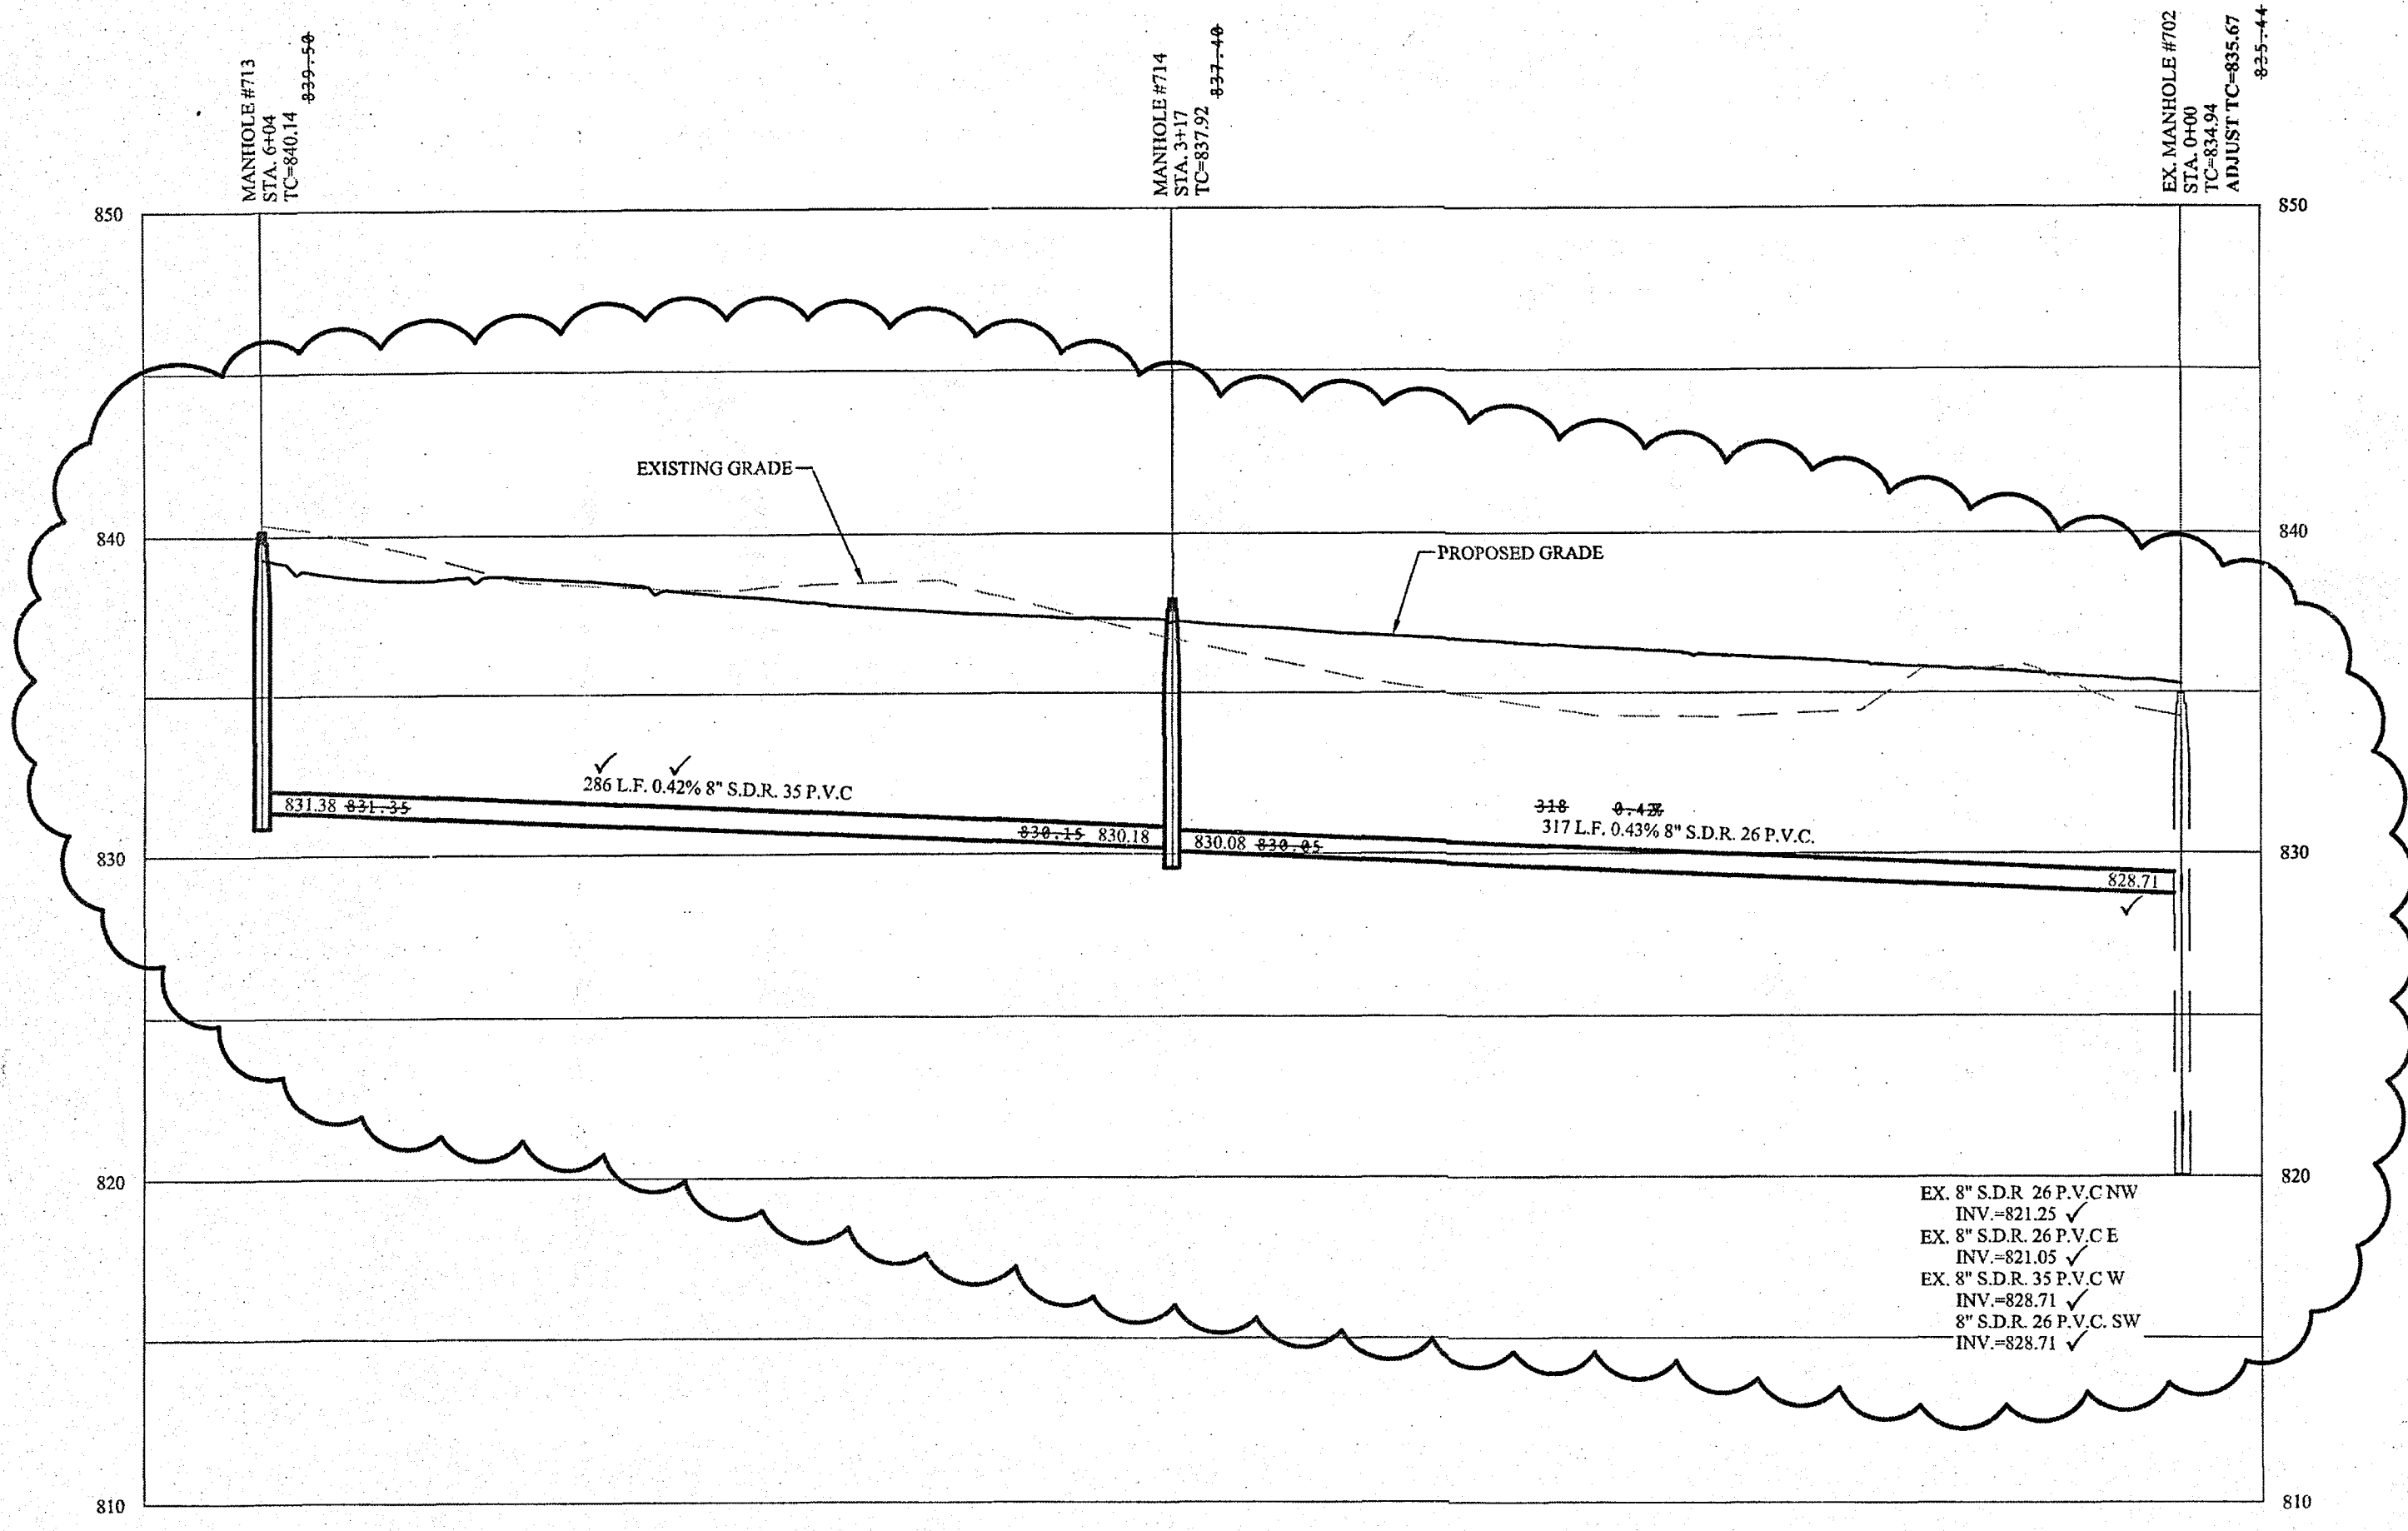 MANHOLE #713
STA. 6+04
TC=840.14
839.50
MANHOLE #714
STA. 3+17
TC=837.92
837.40
EX. MANHOLE #702
STA. 0+00
TC=834.94
ADJUST TC=835.67
835.44
850
850
EXISTING GRADE
840
PROPOSED GRADE
840
286 L.F. 0.42% 8" S.D.R. 35 P.V.C
831.38 831.35
318 0.42%
317 L.F. 0.43% 8" S.D.R. 26 P.V.C.
830.15 830.18
830.08 830.05
830
830
828.71
820
820
EX. 8" S.D.R 26 P.V.C NW
INV.=821.25 ✓
EX. 8" S.D.R. 26 P.V.C E
INV.=821.05 ✓
EX. 8" S.D.R. 35 P.V.C W
INV.=828.71 ✓
8" S.D.R. 26 P.V.C. SW
INV.=828.71 ✓
810
810